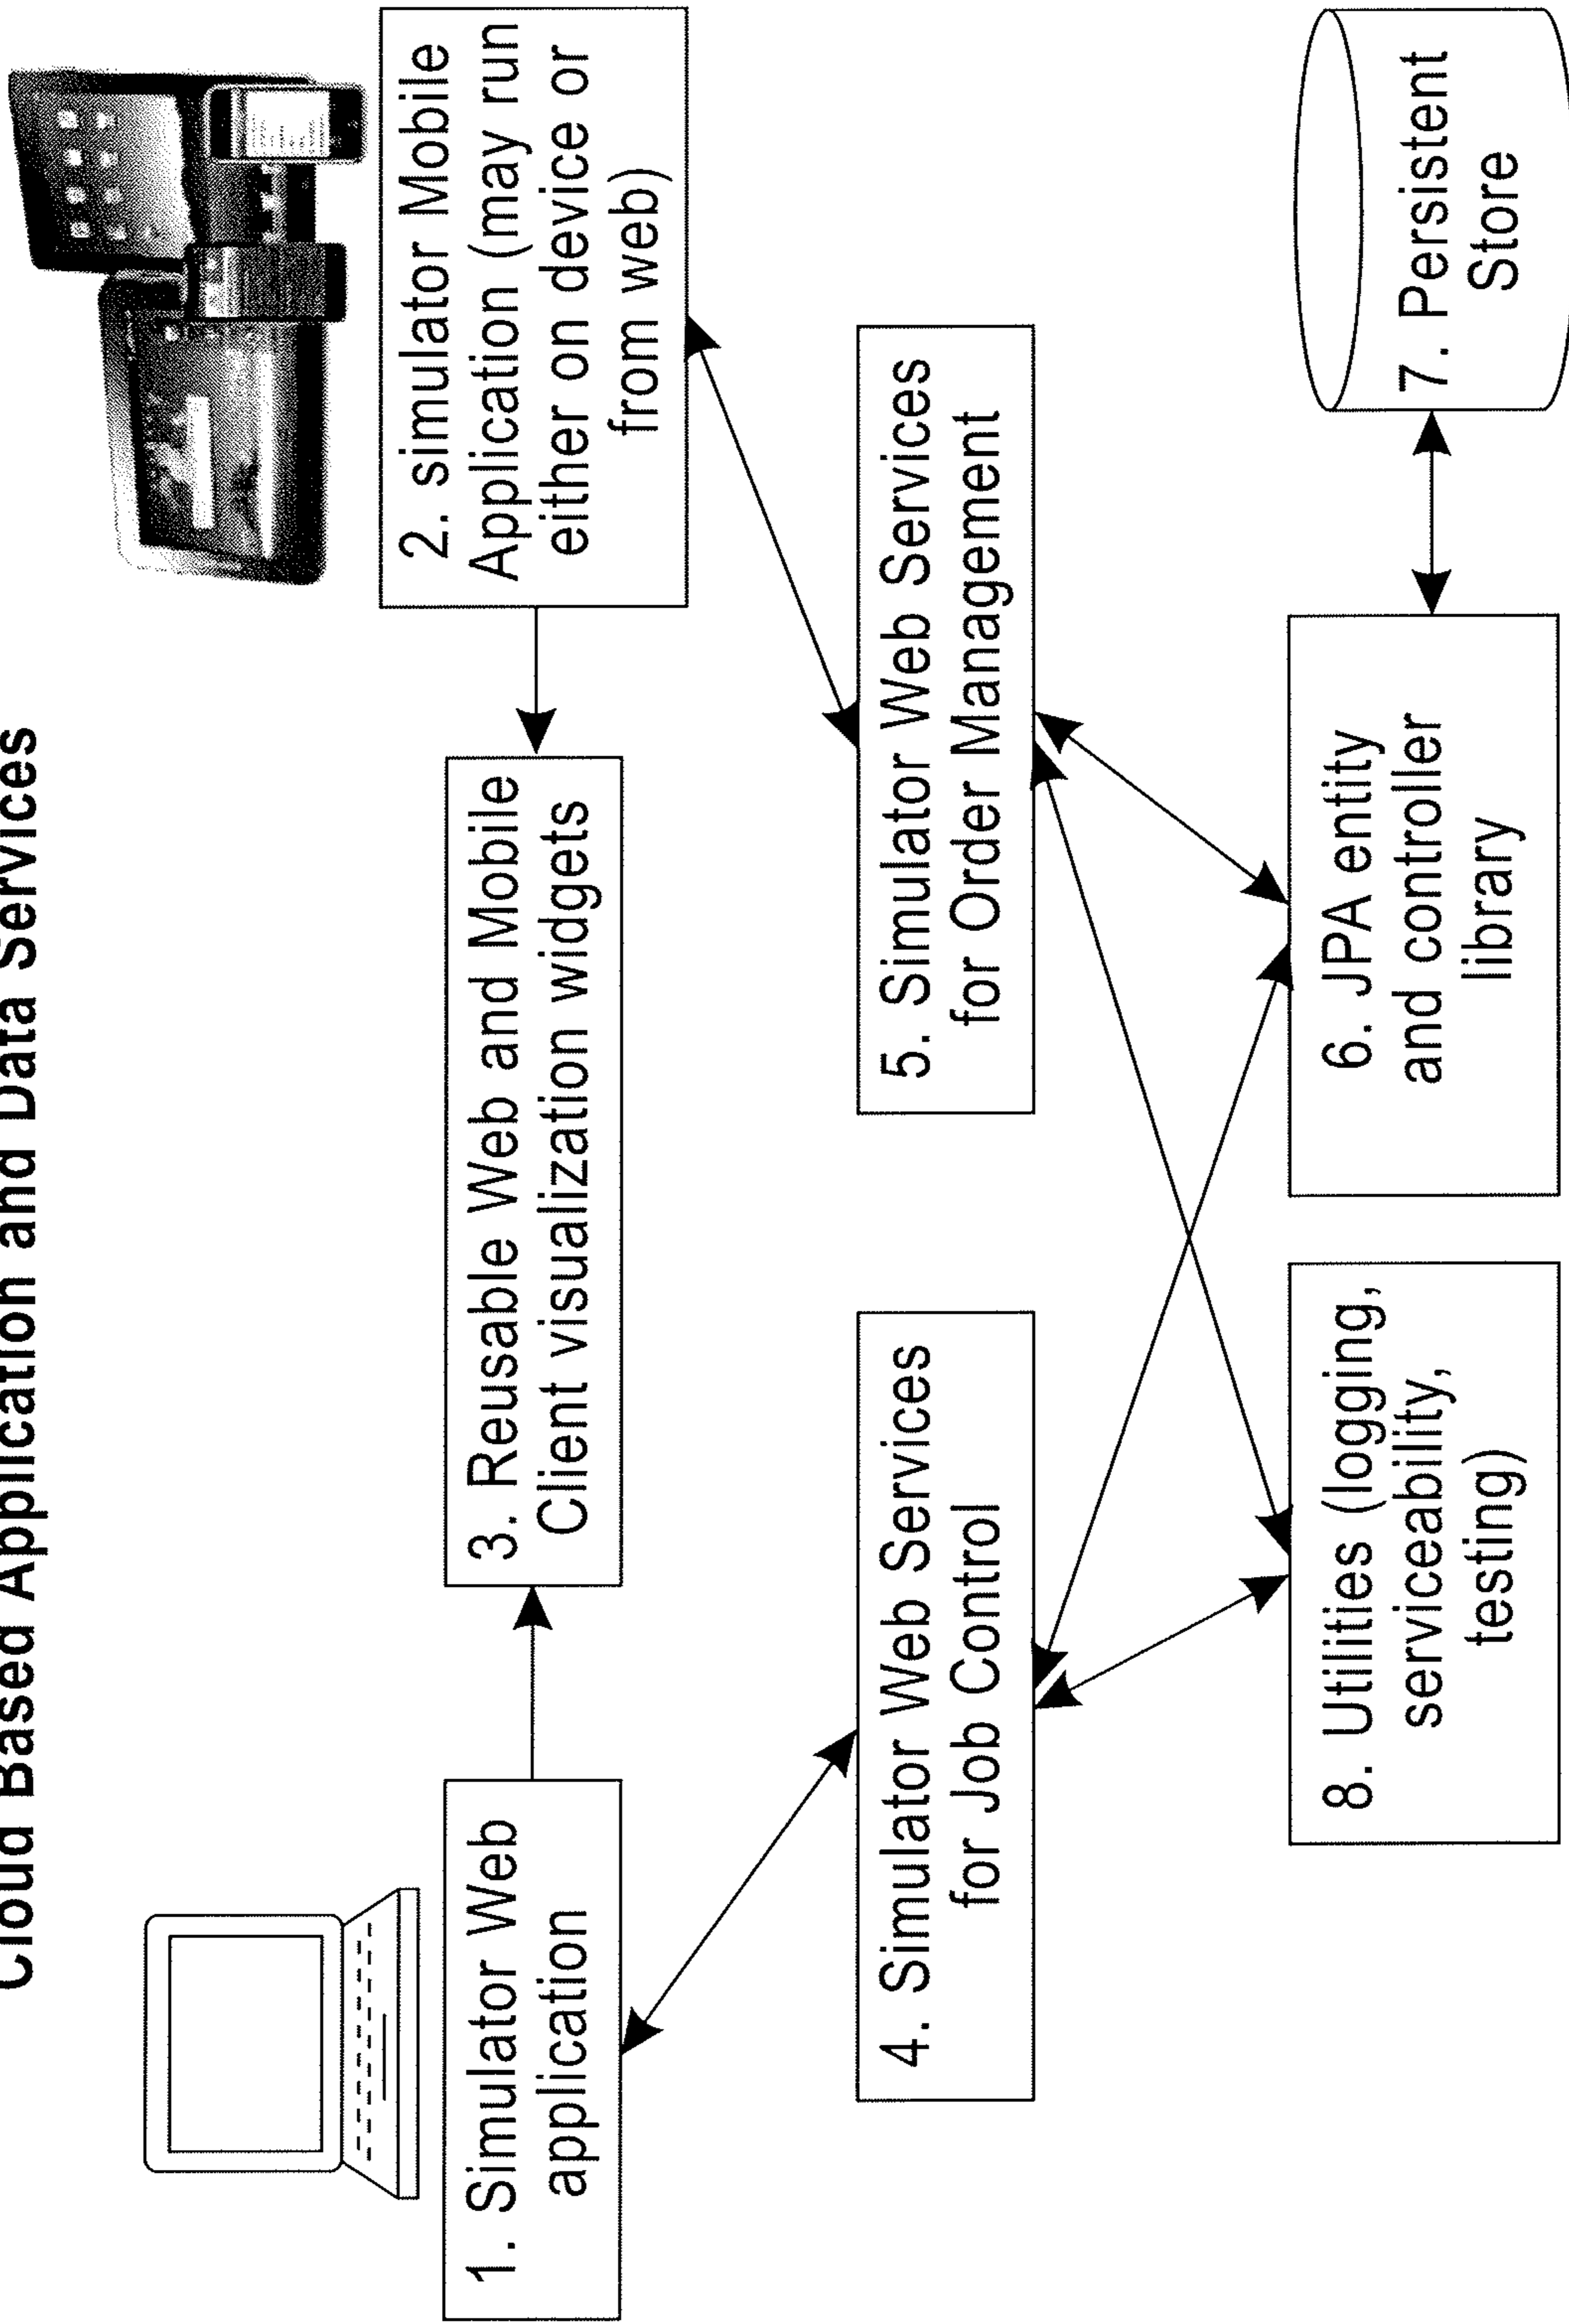 Cloud Based Application and Data Services
1. Simulator Web
application
3. Reusable Web and Mobile
Client visualization widgets
2. simulator Mobile
Application (may run
either on device or
from web)
4. Simulator Web Services
for Job Control
5. Simulator Web Services
for Order Management
8. Utilities (logging,
serviceability,
testing)
6. JPA entity
and controller
library
7. Persistent
Store